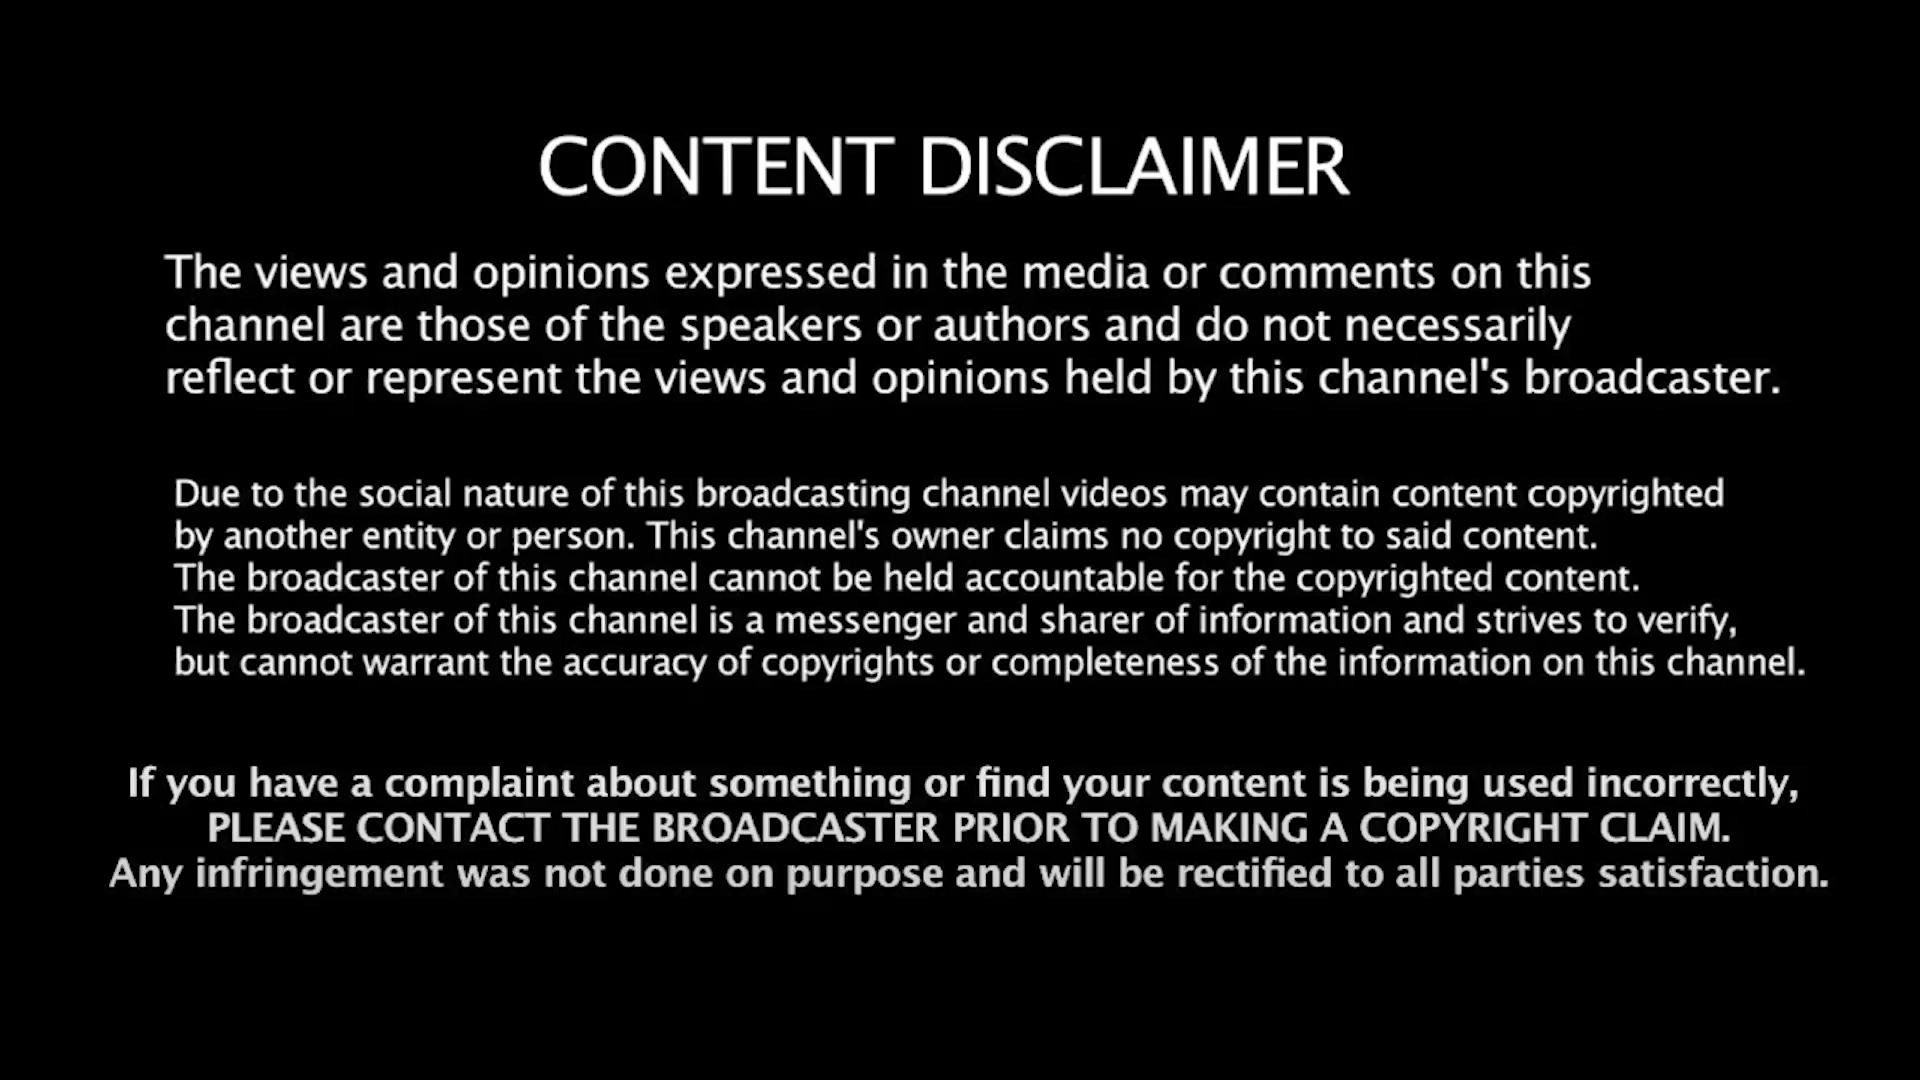 CONTENT DISCLAIMER
The views and opinions expressed in the media or comments on this
channel are those of the speakers or authors and do not necessarily
reflect or represent the views and opinions held by this channel's broadcaster.
Due to the social nature of this broadcasting channel videos may contain content copyrighted
by another entity or person. This channel's owner claims no copyright to said content.
The broadcaster of this channel cannot be held accountable for the copyrighted content.
The broadcaster of this channel is a messenger and sharer of information and strives to verify,
but cannot warrant the accuracy of copyrights or completeness of the information on this channel.
If you have a complaint about something or find your content is being used incorrectly,
PLEASE CONTACT THE BROADCASTER PRIOR TO MAKING A COPYRIGHT CLAIM.
Any infringement was not done on purpose and will be rectified to all parties satisfaction.